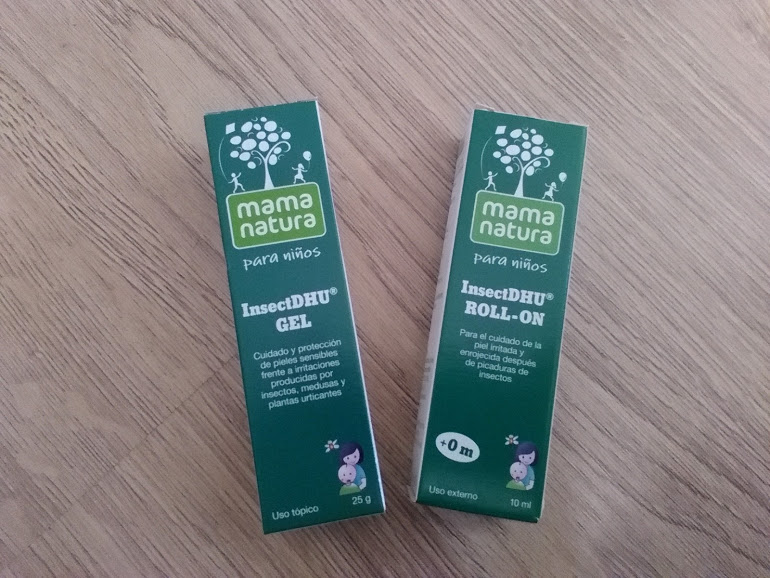 mama
natura
para niños
InsectDHU®
GEL
Cuidado y protección
de pieles sensibles
frente a irritaciones
producidas por
insectos, medusas y
plantas urticantes
Uso tópico
25 g
mama
natura
para niños
InsectDHU®
ROLL-ON
Para el cuidado de la
piel irritada y
enrojecida después
de picaduras de
insectos
+0 m
Uso externo
10 ml